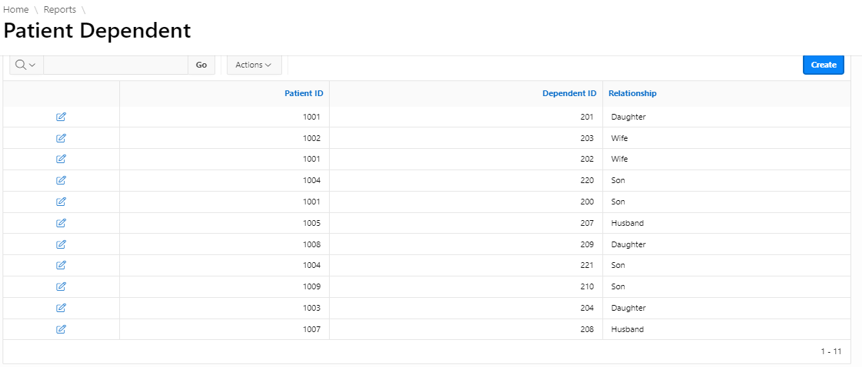 Home \ Reports \
Patient Dependent
Go Actions Create
Patient ID Dependent ID Relationship
1001 201 Daughter
1002 203 Wife
1001 202 Wife
1004 220 Son
1001 200 Son
1005 207 Husband
1008 209 Daughter
1004 221 Son
1009 210 Son
1003 204 Daughter
1007 208 Husband
1 - 11